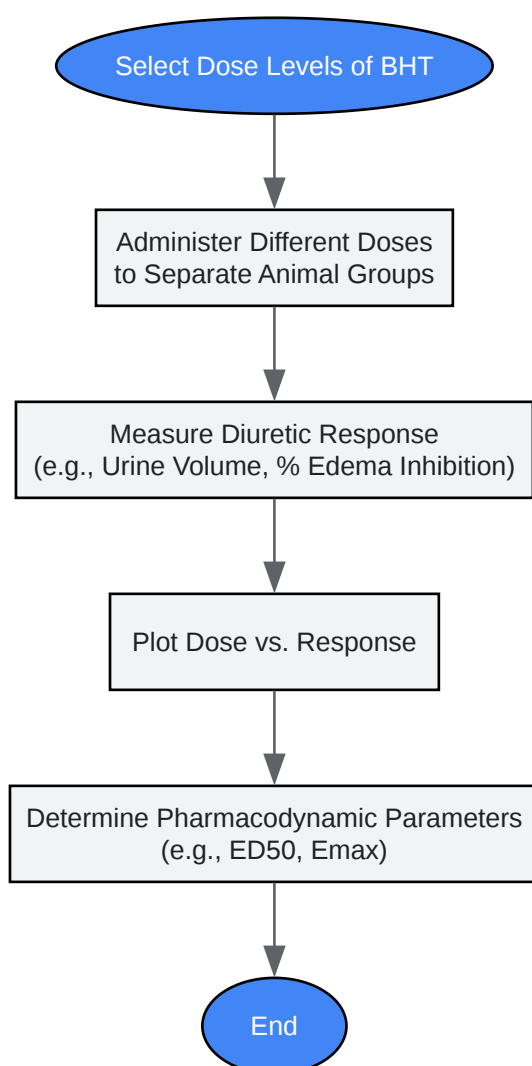 Select Dose Levels of BHT
Administer Different Doses
to Separate Animal Groups
Measure Diuretic Response
(e.g., Urine Volume, % Edema Inhibition)
Plot Dose vs. Response
Determine Pharmacodynamic Parameters
(e.g., ED50, Emax)
End